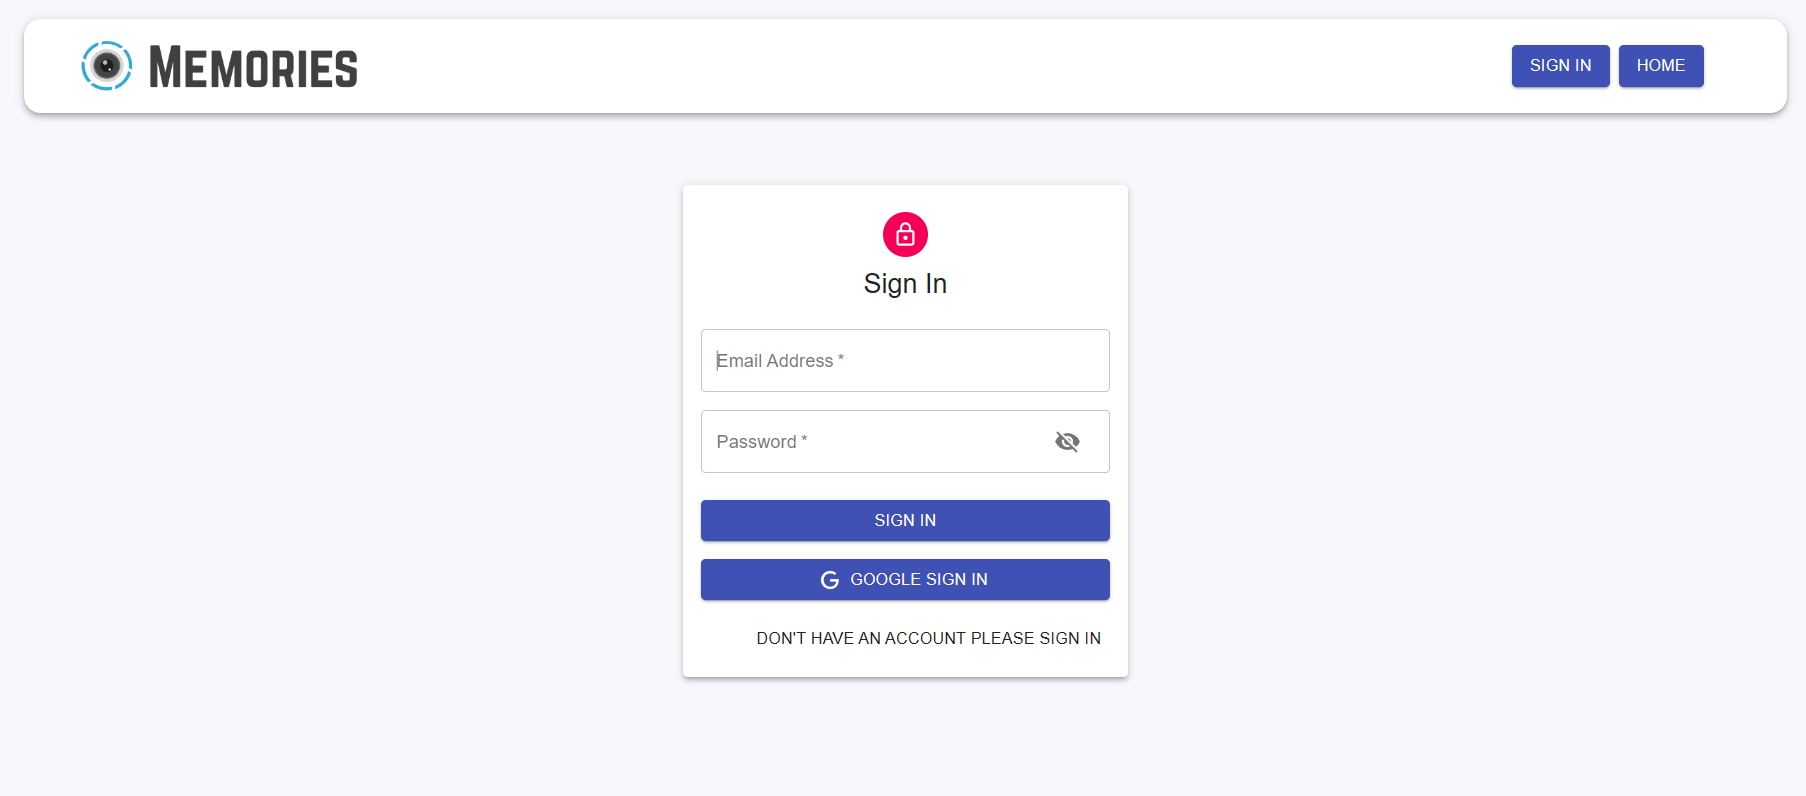 MEMORIES
SIGN IN
HOME
Sign In
Email Address *
Password *
SIGN IN
GOOGLE SIGN IN
DON'T HAVE AN ACCOUNT PLEASE SIGN IN